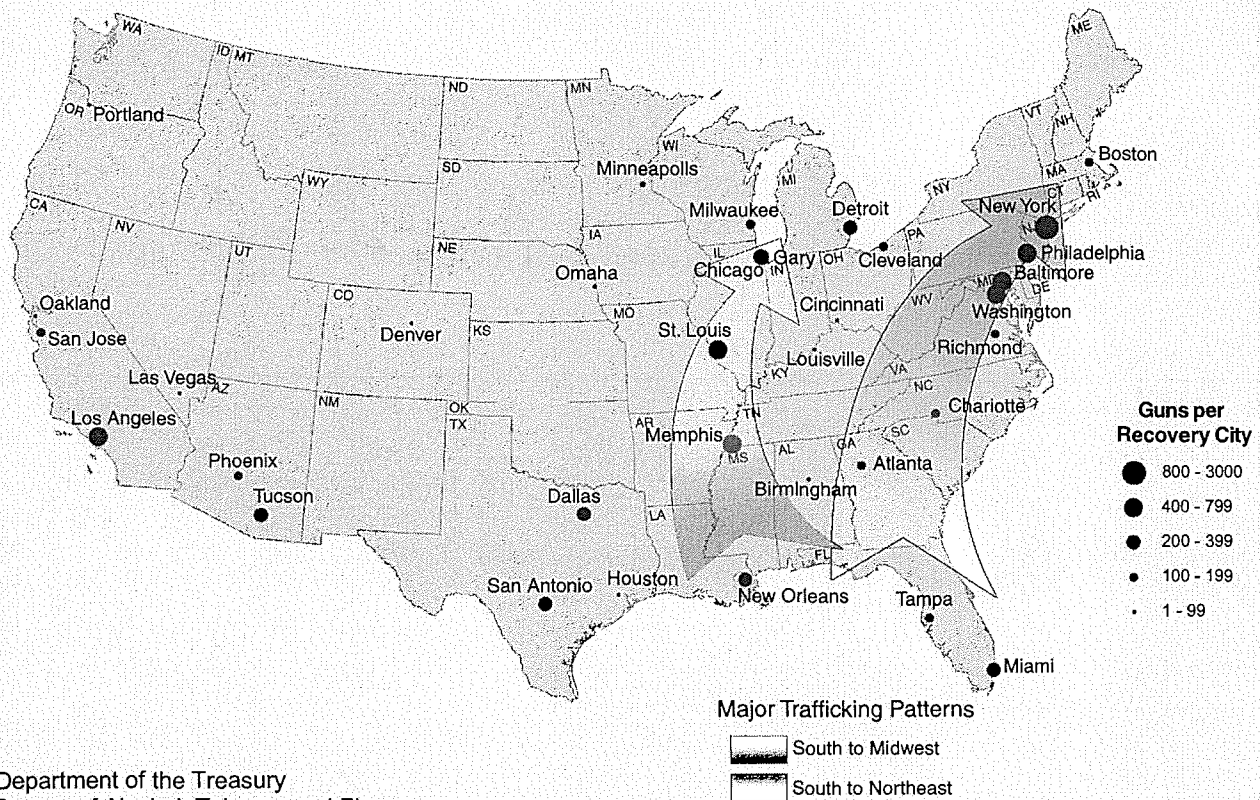 WA
ME
ID MT
ND
MN
VT
NH
OR Portland
WI
Boston
SD
Minneapolls
MI
MA
WY
NY
CT
RI
CA
Milwaukee
Detroit
New York
NV
IA
PA
UT
NE
IL
Gary
OH
Cleveland
Philadelphia
Omaha
Chicago
IN
MD
Baltimore
DE
CO
WV
Washington
Oakland
MO
Cincinnati
San Jose
Denver
KS
St. Louis
Richmond
Louisville
Las Vegas
KY
VA
AZ
NC
NM
OK
TN
Los Angeles
TX
AR
Chariotte
Memphis
SC
MS
AL
GA
Phoenix
Atlanta
Tucson
Dallas
Birmingham
LA
FL
San Antonio
Houston
New Orleans
Tampa
Miami
Guns per
Recovery City
800 - 3000
400 - 799
200 - 399
100 - 199
1 - 99
Major Trafficking Patterns
South to Midwest
South to Northeast
Department of the Treasury